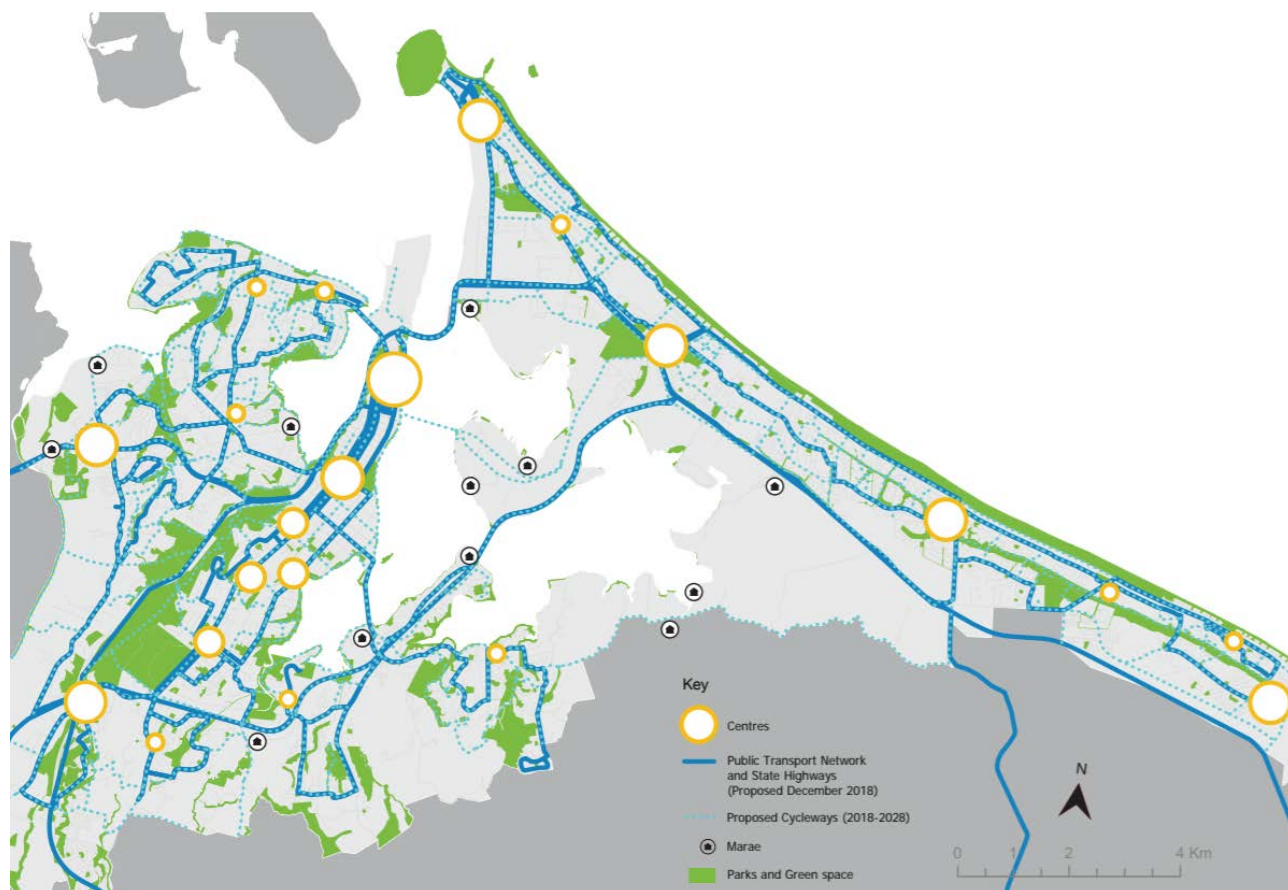 Key
Centres
Public Transport Network
and State Highways
(Proposed December 2018)
Proposed Cycleways (2018-2028)
Marae
Parks and Green space
N
0 1 2 4 Km